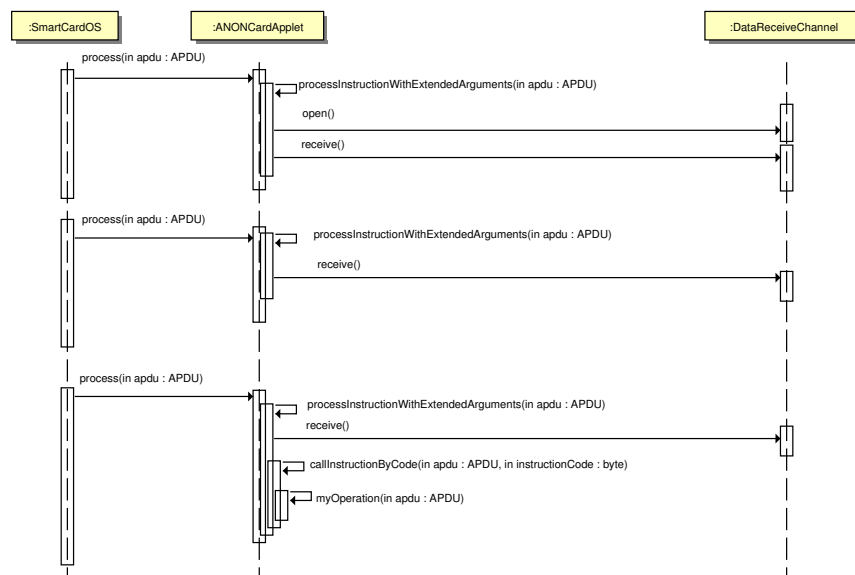 :SmartCardOS
:ANONCardApplet
:DataReceiveChannel
process(in apdu : APDU)
processInstructionWithExtendedArguments(in apdu : APDU)
open()
receive()
process(in apdu : APDU)
processInstructionWithExtendedArguments(in apdu : APDU)
receive()
process(in apdu : APDU)
processInstructionWithExtendedArguments(in apdu : APDU)
receive()
callInstructionByCode(in apdu : APDU, in instructionCode : byte)
myOperation(in apdu : APDU)